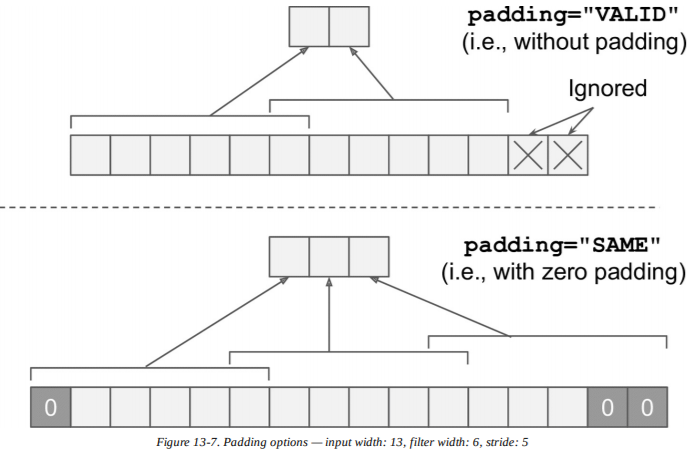 padding="VALID"
(i.e., without padding)
Ignored
padding="SAME"
(i.e., with zero padding)
0 0 0
Figure 13-7. Padding options — input width: 13, filter width: 6, stride: 5